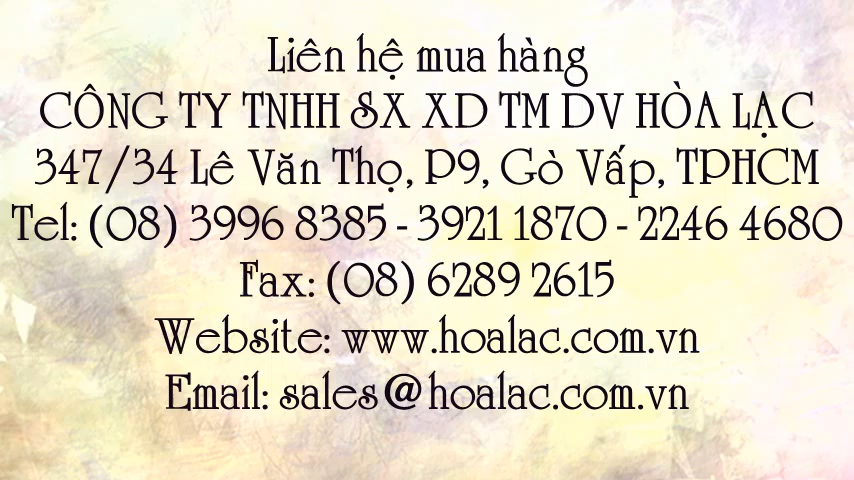 Liên hệ mua hàng
CÔNG TY TNHH SX XD TM DV HÒA LẠC
347/34 Lê Văn Thọ, P9, Gò Vấp, TPHCM
Tel: (08) 3996 8385 - 3921 1870 - 2246 4680
Fax: (08) 6289 2615
Website: www.hoalac.com.vn
Email: sales@hoalac.com.vn